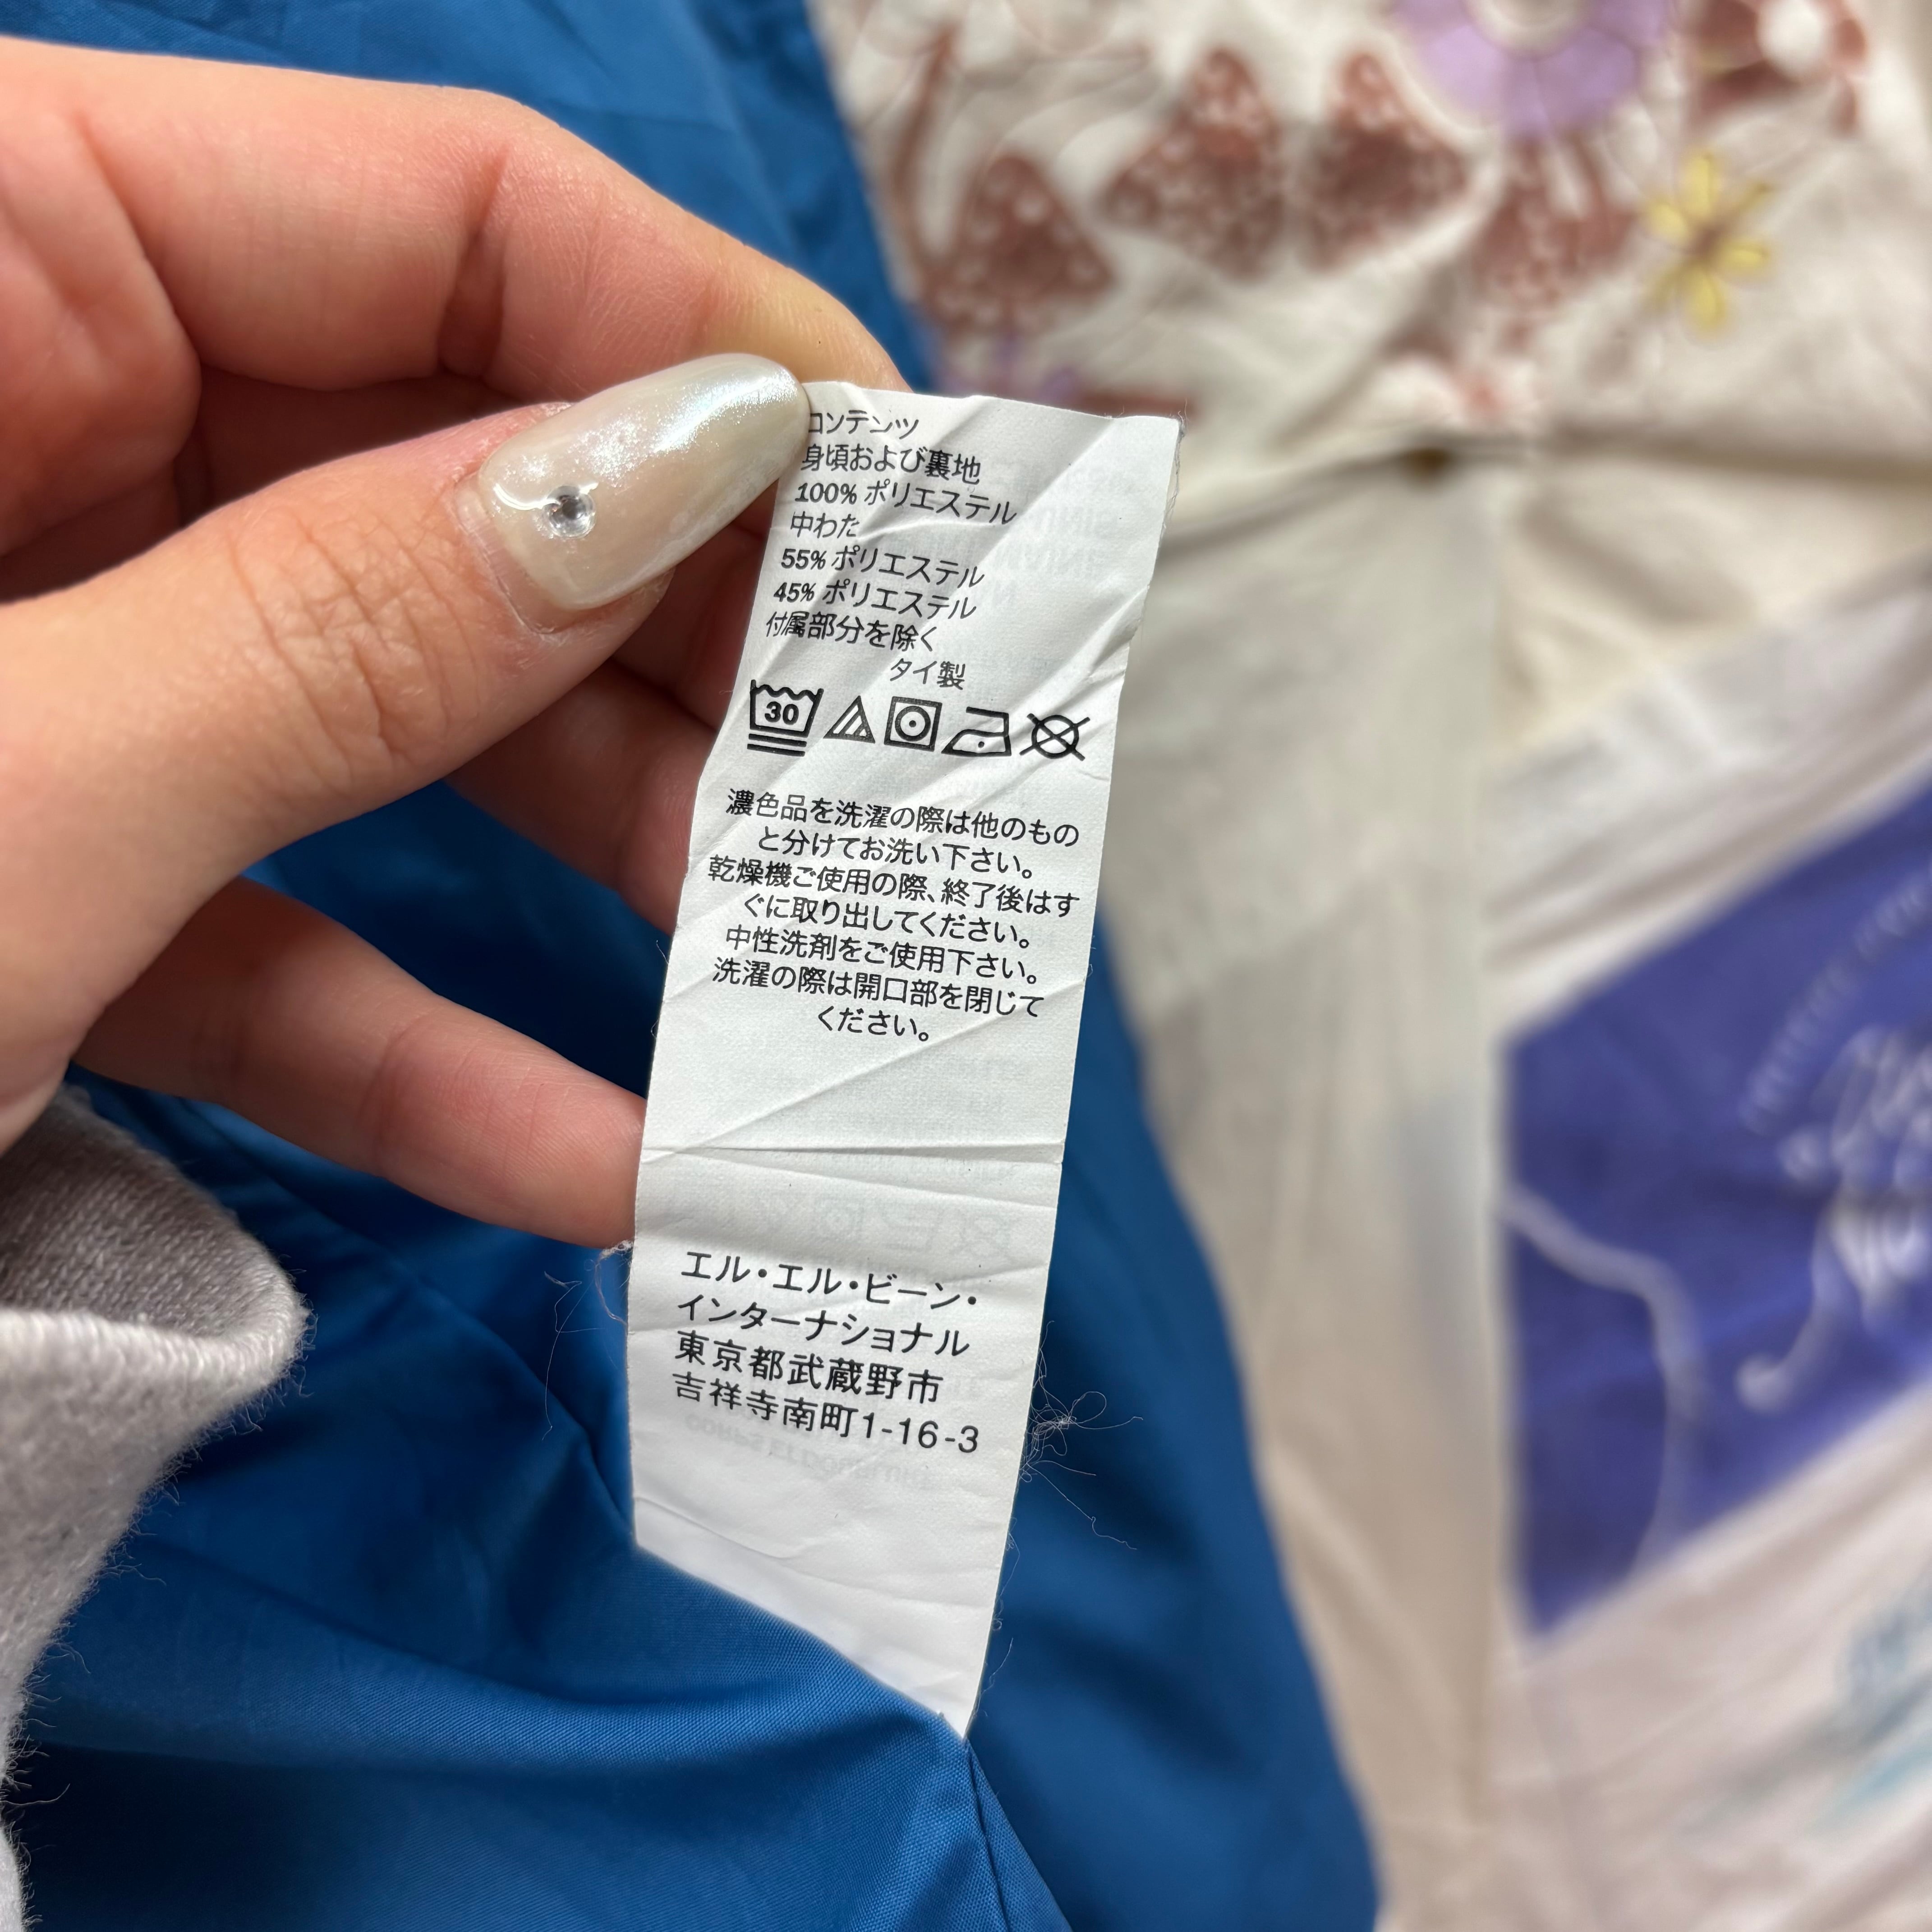 コンテンツ
身頃および裏地
100% ポリエステル
中わた
55% ポリエステル
45% ポリエステル
付属部分を除く
タイ製
30
濃色品を洗濯の際は他のもの
と分けてお洗い下さい。
乾燥機ご使用の際、終了後はす
ぐに取り出してください。
中性洗剤をご使用下さい。
洗濯の際は開口部を閉じて
ください。
エル・エル・ビーン・
インターナショナル
東京都武蔵野市
吉祥寺南町1-16-3